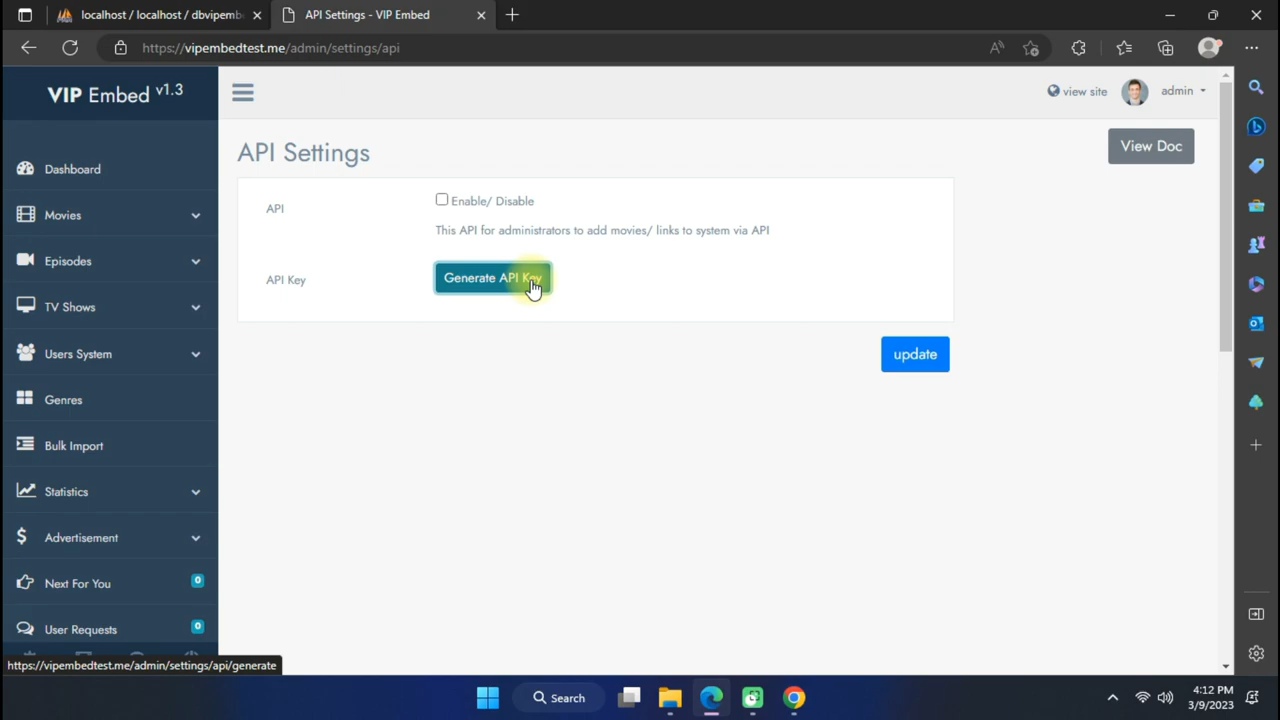 localhost / localhost / dbvipemb
API Settings - VIP Embed
https://vipembedtest.me/admin/settings/api
VIP Embed v1.3
view site
admin
Dashboard
Movies
Episodes
TV Shows
Users System
Genres
Bulk Import
Statistics
Advertisement
Next For You 0
User Requests 0
API Settings
View Doc
API
Enable/ Disable
This API for administrators to add movies/ links to system via API
API Key
Generate API Key
update
https://vipembedtest.me/admin/settings/api/generate
Search
4:12 PM
3/9/2023